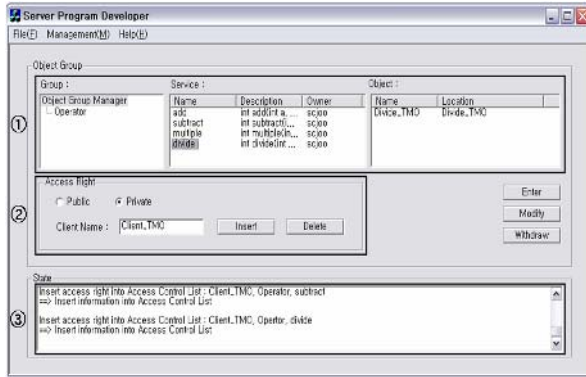 Server Program Developer
File(F) Management(M) Help(H)
Object Group
Group :
Object Group Manager
Operator
Service :
Name Description Owner
add int add(int a, ... scjoo
subtract int subtract(i... scjoo
multiple int multiple(in... scjoo
divide int divide(int ... scjoo
Object :
Name Location
Divice_TMO Divide_TMO
①
Access Right
Public Private
Client Name : Client_TMO Insert Delete
②
Enter
Modify
Withdraw
State
Insert access right into Access Control List : Client_TMO, Operator, subtract
==> Insert information into Access Control List
Insert access right into Access Control List : Client_TMO, Opertor, divide
==> Insert information into Access Control List
③